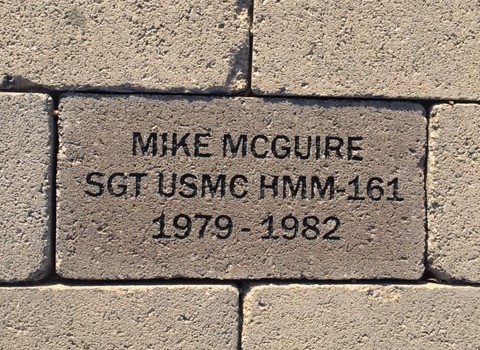 MIKE MCGUIRE
SGT USMC HMM-161
1979 - 1982